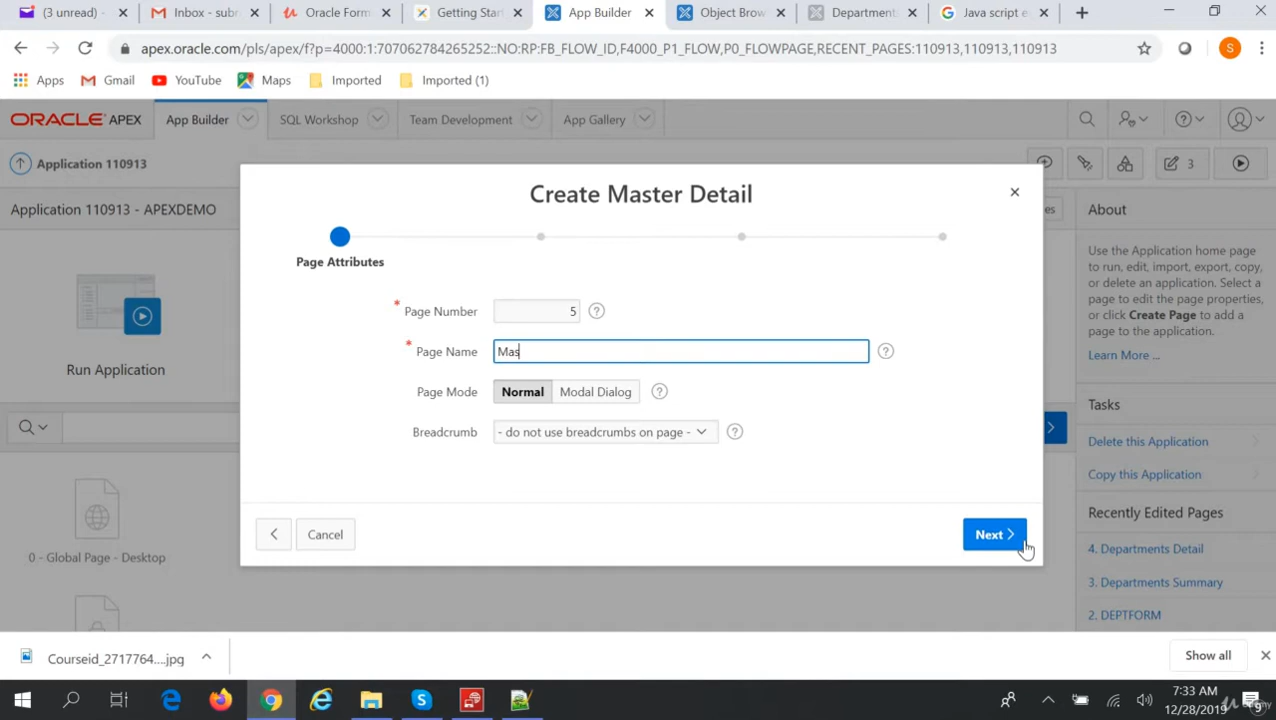 (3 unread)
Inbox - subr
Oracle Form
Getting Star
App Builder
Object Brow
Department
Java script e
apex.oracle.com/pls/apex/f?p=4000:1:707062784265252::NO:RP:FB_FLOW_ID,F4000_P1_FLOW,P0_FLOWPAGE,RECENT_PAGES:110913,110913,110913
S
Apps
Gmail
YouTube
Maps
Imported
Imported (1)
ORACLE APEX
App Builder
SQL Workshop
Team Development
App Gallery
Application 110913
3
Application 110913 - APEXDEMO
es
About
Create Master Detail
Page Attributes
* Page Number
5
* Page Name
Mas
Page Mode
Normal
Modal Dialog
Breadcrumb
- do not use breadcrumbs on page -
Cancel
Next
Run Application
0 - Global Page - Desktop
Use the Application home page
to run, edit, import, export, copy,
or delete an application. Select a
page to edit the page properties,
or click Create Page to add a
page to the application.
Learn More ...
Tasks
Delete this Application
Copy this Application
Recently Edited Pages
4. Departments Detail
3. Departments Summary
2. DEPTFORM
Courseid_2717764....jpg
Show all
7:33 AM
12/28/2019